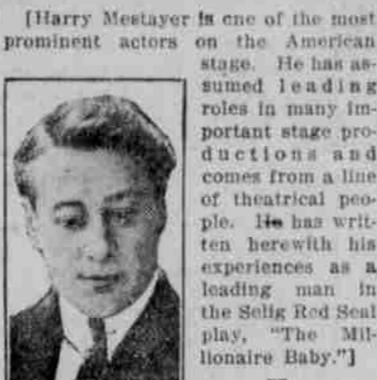 [Harry Mestayer is one of the most
prominent actors on the American
stage. He has as-
sumed leading
roles in many im-
portant stage pro-
ductions and
comes from a line
of theatrical peo-
ple. He has writ-
ten herewith his
experiences as a
leading man in
the Selig Red Seal
play, "The Mil-
lionaire Baby."]